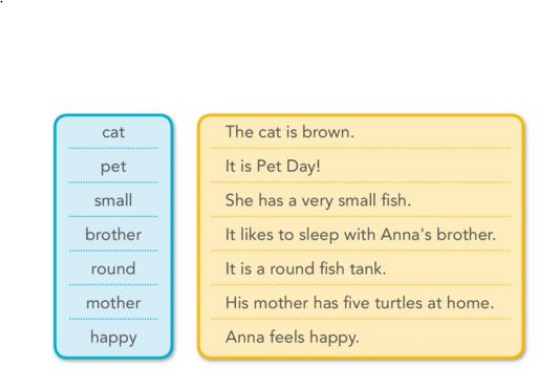 cat
The cat is brown.
pet
It is Pet Day!
small
She has a very small fish.
brother
It likes to sleep with Anna's brother.
round
It is a round fish tank.
mother
His mother has five turtles at home.
happy
Anna feels happy.